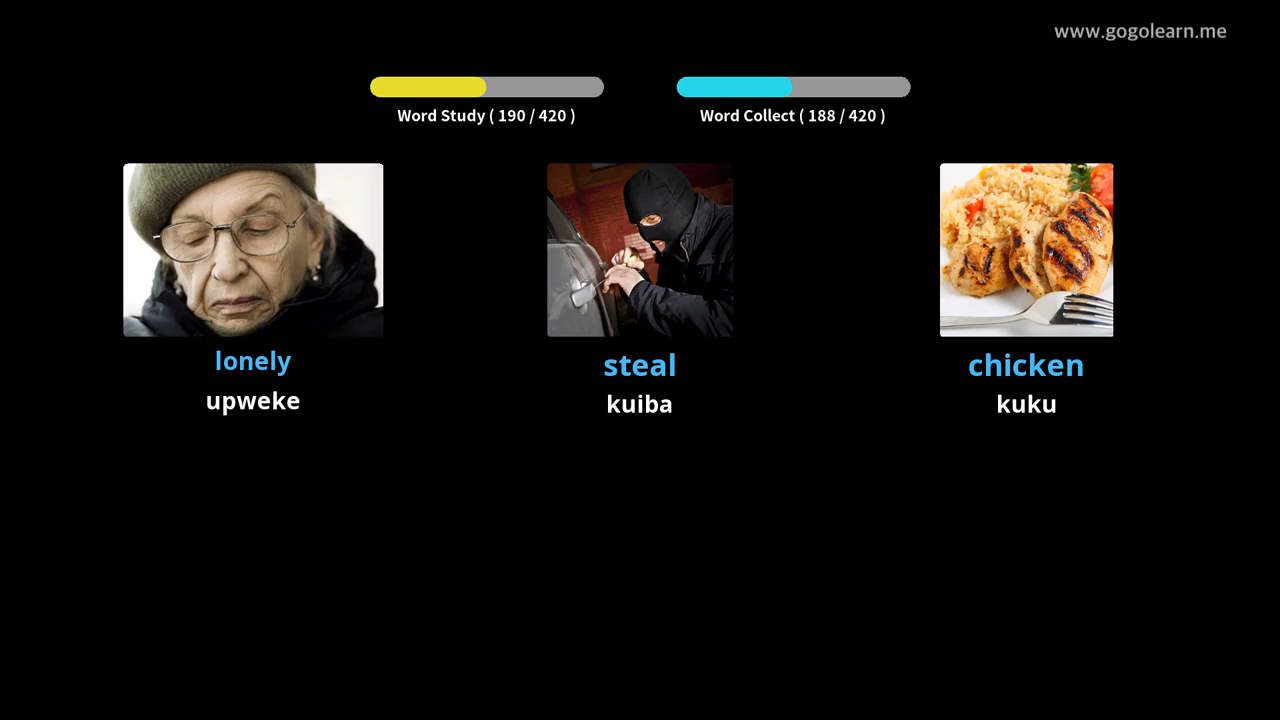 www.gogolearn.me
Word Study ( 190 / 420 )
Word Collect ( 188 / 420 )
lonely
upweke
steal
kuiba
chicken
kuku